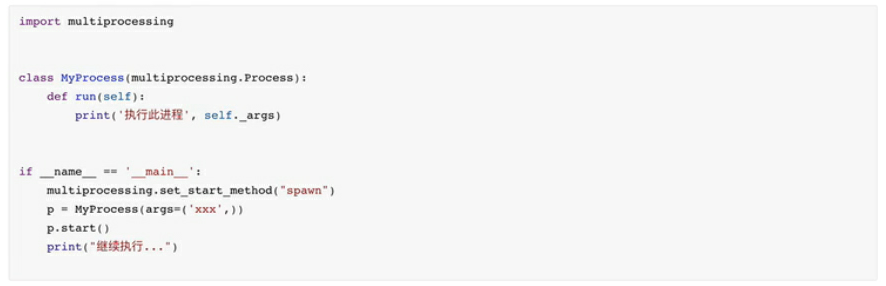 import multiprocessing
class MyProcess(multiprocessing.Process):
    def run(self):
        print('执行此进程', self._args)
if __name__ == '__main__':
    multiprocessing.set_start_method("spawn")
    p = MyProcess(args=('xxx',))
    p.start()
    print("继续执行...")